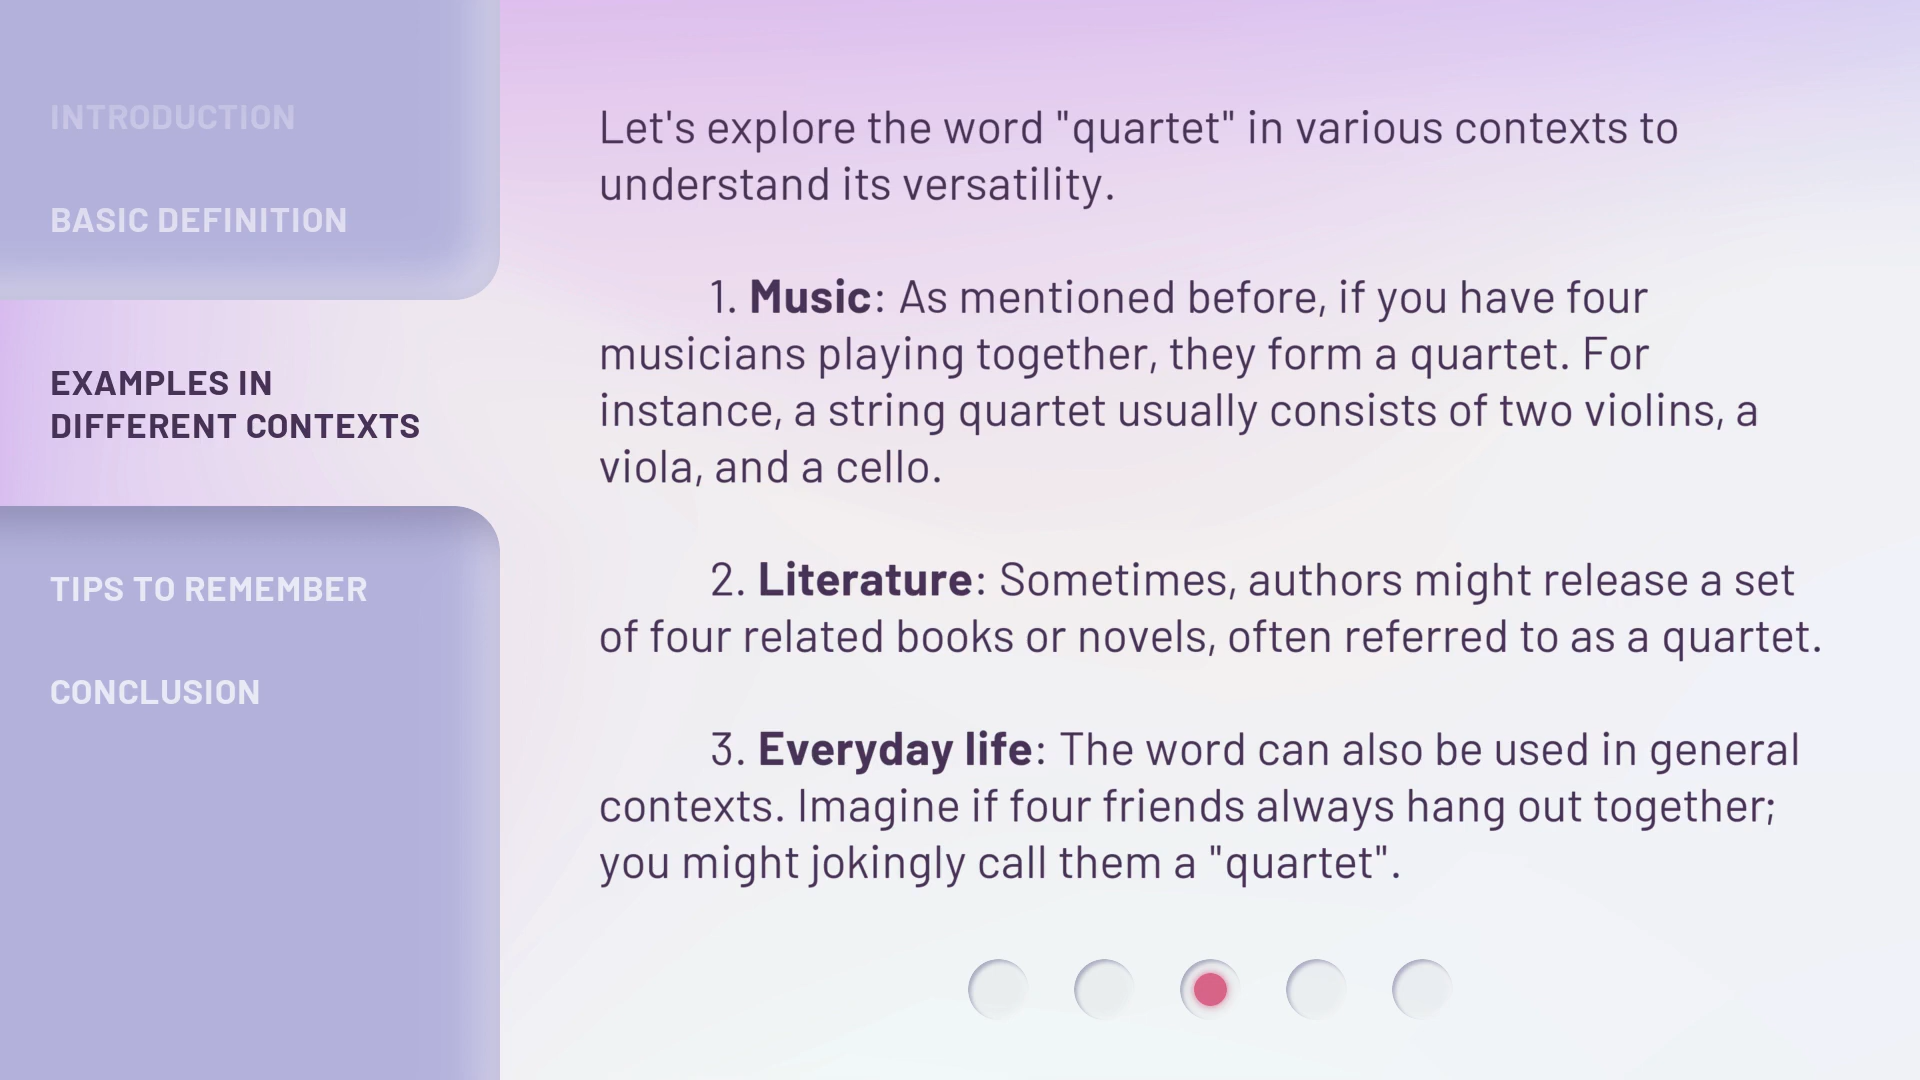 INTRODUCTION
BASIC DEFINITION
EXAMPLES IN
DIFFERENT CONTEXTS
TIPS TO REMEMBER
CONCLUSION
Let's explore the word "quartet" in various contexts to
understand its versatility.
1. Music: As mentioned before, if you have four
musicians playing together, they form a quartet. For
instance, a string quartet usually consists of two violins, a
viola, and a cello.
2. Literature: Sometimes, authors might release a set
of four related books or novels, often referred to as a quartet.
3. Everyday life: The word can also be used in general
contexts. Imagine if four friends always hang out together;
you might jokingly call them a "quartet".